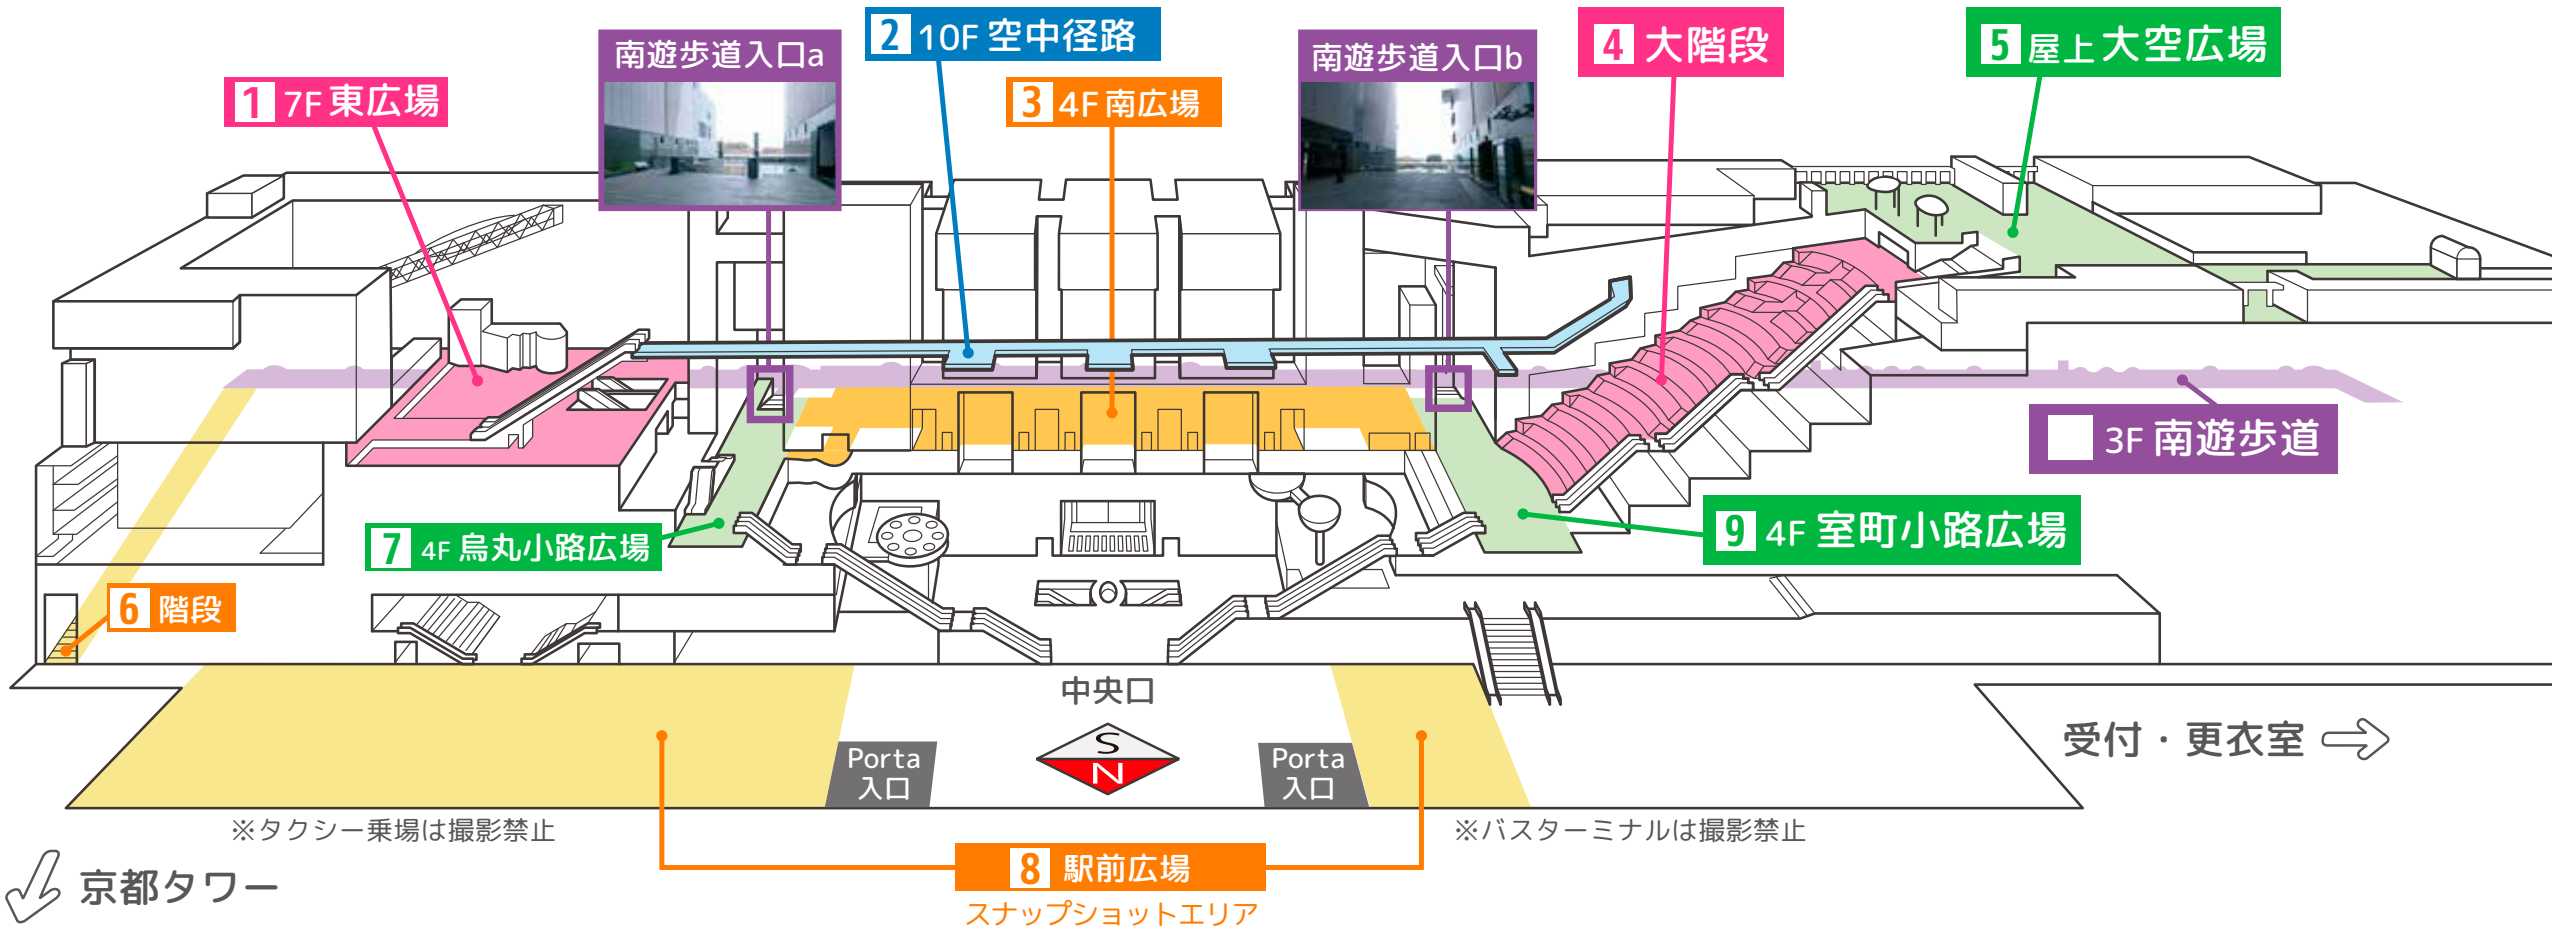 2 10F 空中径路
4 大階段
5 屋上 大空広場
南遊歩道入口a
南遊歩道入口b
1 7F 東広場
3 4F 南広場
3F 南遊歩道
9 4F 室町小路広場
7 4F 烏丸小路広場
6 階段
中央口
S
N
Porta
入口
Porta
入口
受付・更衣室
※タクシー乗場は撮影禁止
※バスターミナルは撮影禁止
8 駅前広場
スナップショットエリア
京都タワー